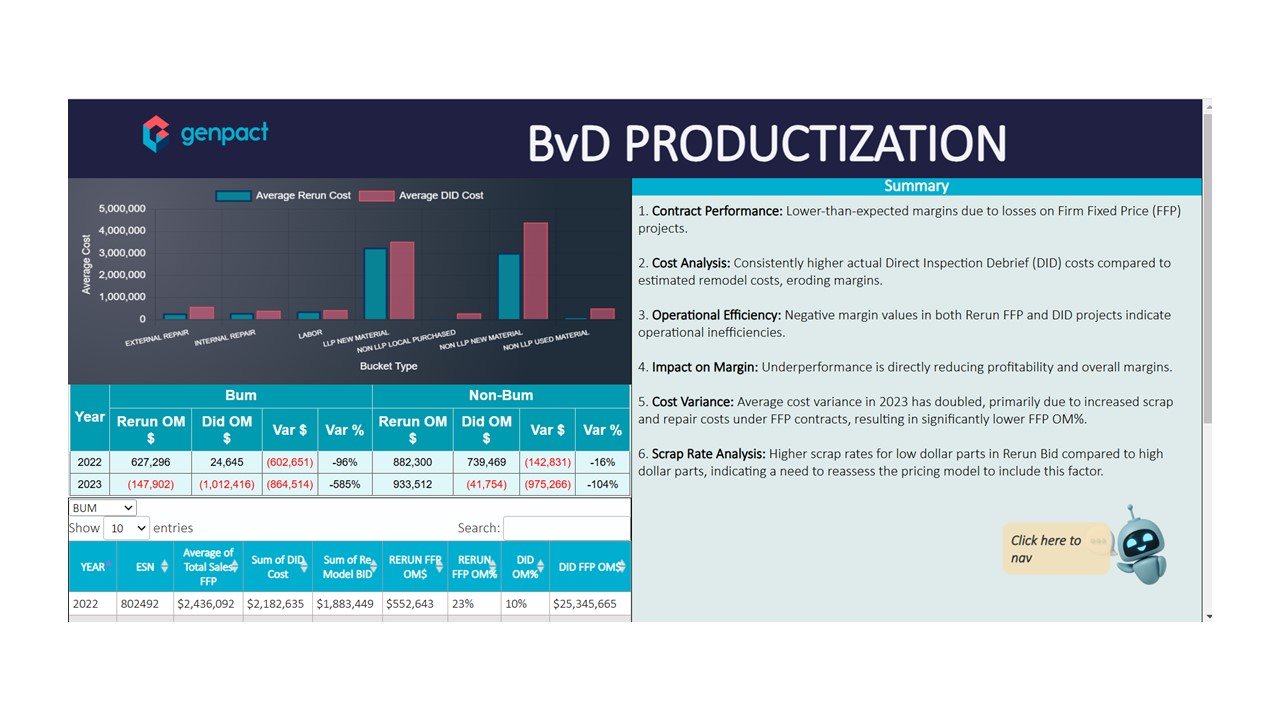 genpact
BvD PRODUCTIZATION
Average Rerun Cost
Average DID Cost
5,000,000
4,000,000
3,000,000
2,000,000
1,000,000
0
Average Cost
EXTERNAL REPAIR
INTERNAL REPAIR
LABOR
LLP NEW MATERIAL
NON LLP LOCAL PURCHASED
NON LLP NEW MATERIAL
NON LLP USED MATERIAL
Bucket Type
Year Bum Non-Bum
Rerun OM $ Did OM $ Var $ Var % Rerun OM $ Did OM $ Var $ Var %
2022 627,296 24,645 (602,651) -96% 882,300 739,469 (142,831) -16%
2023 (147,902) (1,012,416) (864,514) -585% 933,512 (41,754) (975,266) -104%
BUM
Show 10 entries Search:
YEAR ESN Average of Total Sales FFP Sum of DID Cost Sum of Re Model BID RERUN FFP OM$ RERUN FFP OM% DID OM% DID FFP OM$
2022 802492 $2,436,092 $2,182,635 $1,883,449 $552,643 23% 10% $25,345,665
Summary
1. Contract Performance: Lower-than-expected margins due to losses on Firm Fixed Price (FFP)
projects.
2. Cost Analysis: Consistently higher actual Direct Inspection Debrief (DID) costs compared to
estimated remodel costs, eroding margins.
3. Operational Efficiency: Negative margin values in both Rerun FFP and DID projects indicate
operational inefficiencies.
4. Impact on Margin: Underperformance is directly reducing profitability and overall margins.
5. Cost Variance: Average cost variance in 2023 has doubled, primarily due to increased scrap
and repair costs under FFP contracts, resulting in significantly lower FFP OM%.
6. Scrap Rate Analysis: Higher scrap rates for low dollar parts in Rerun Bid compared to high
dollar parts, indicating a need to reassess the pricing model to include this factor.
Click here to
nav